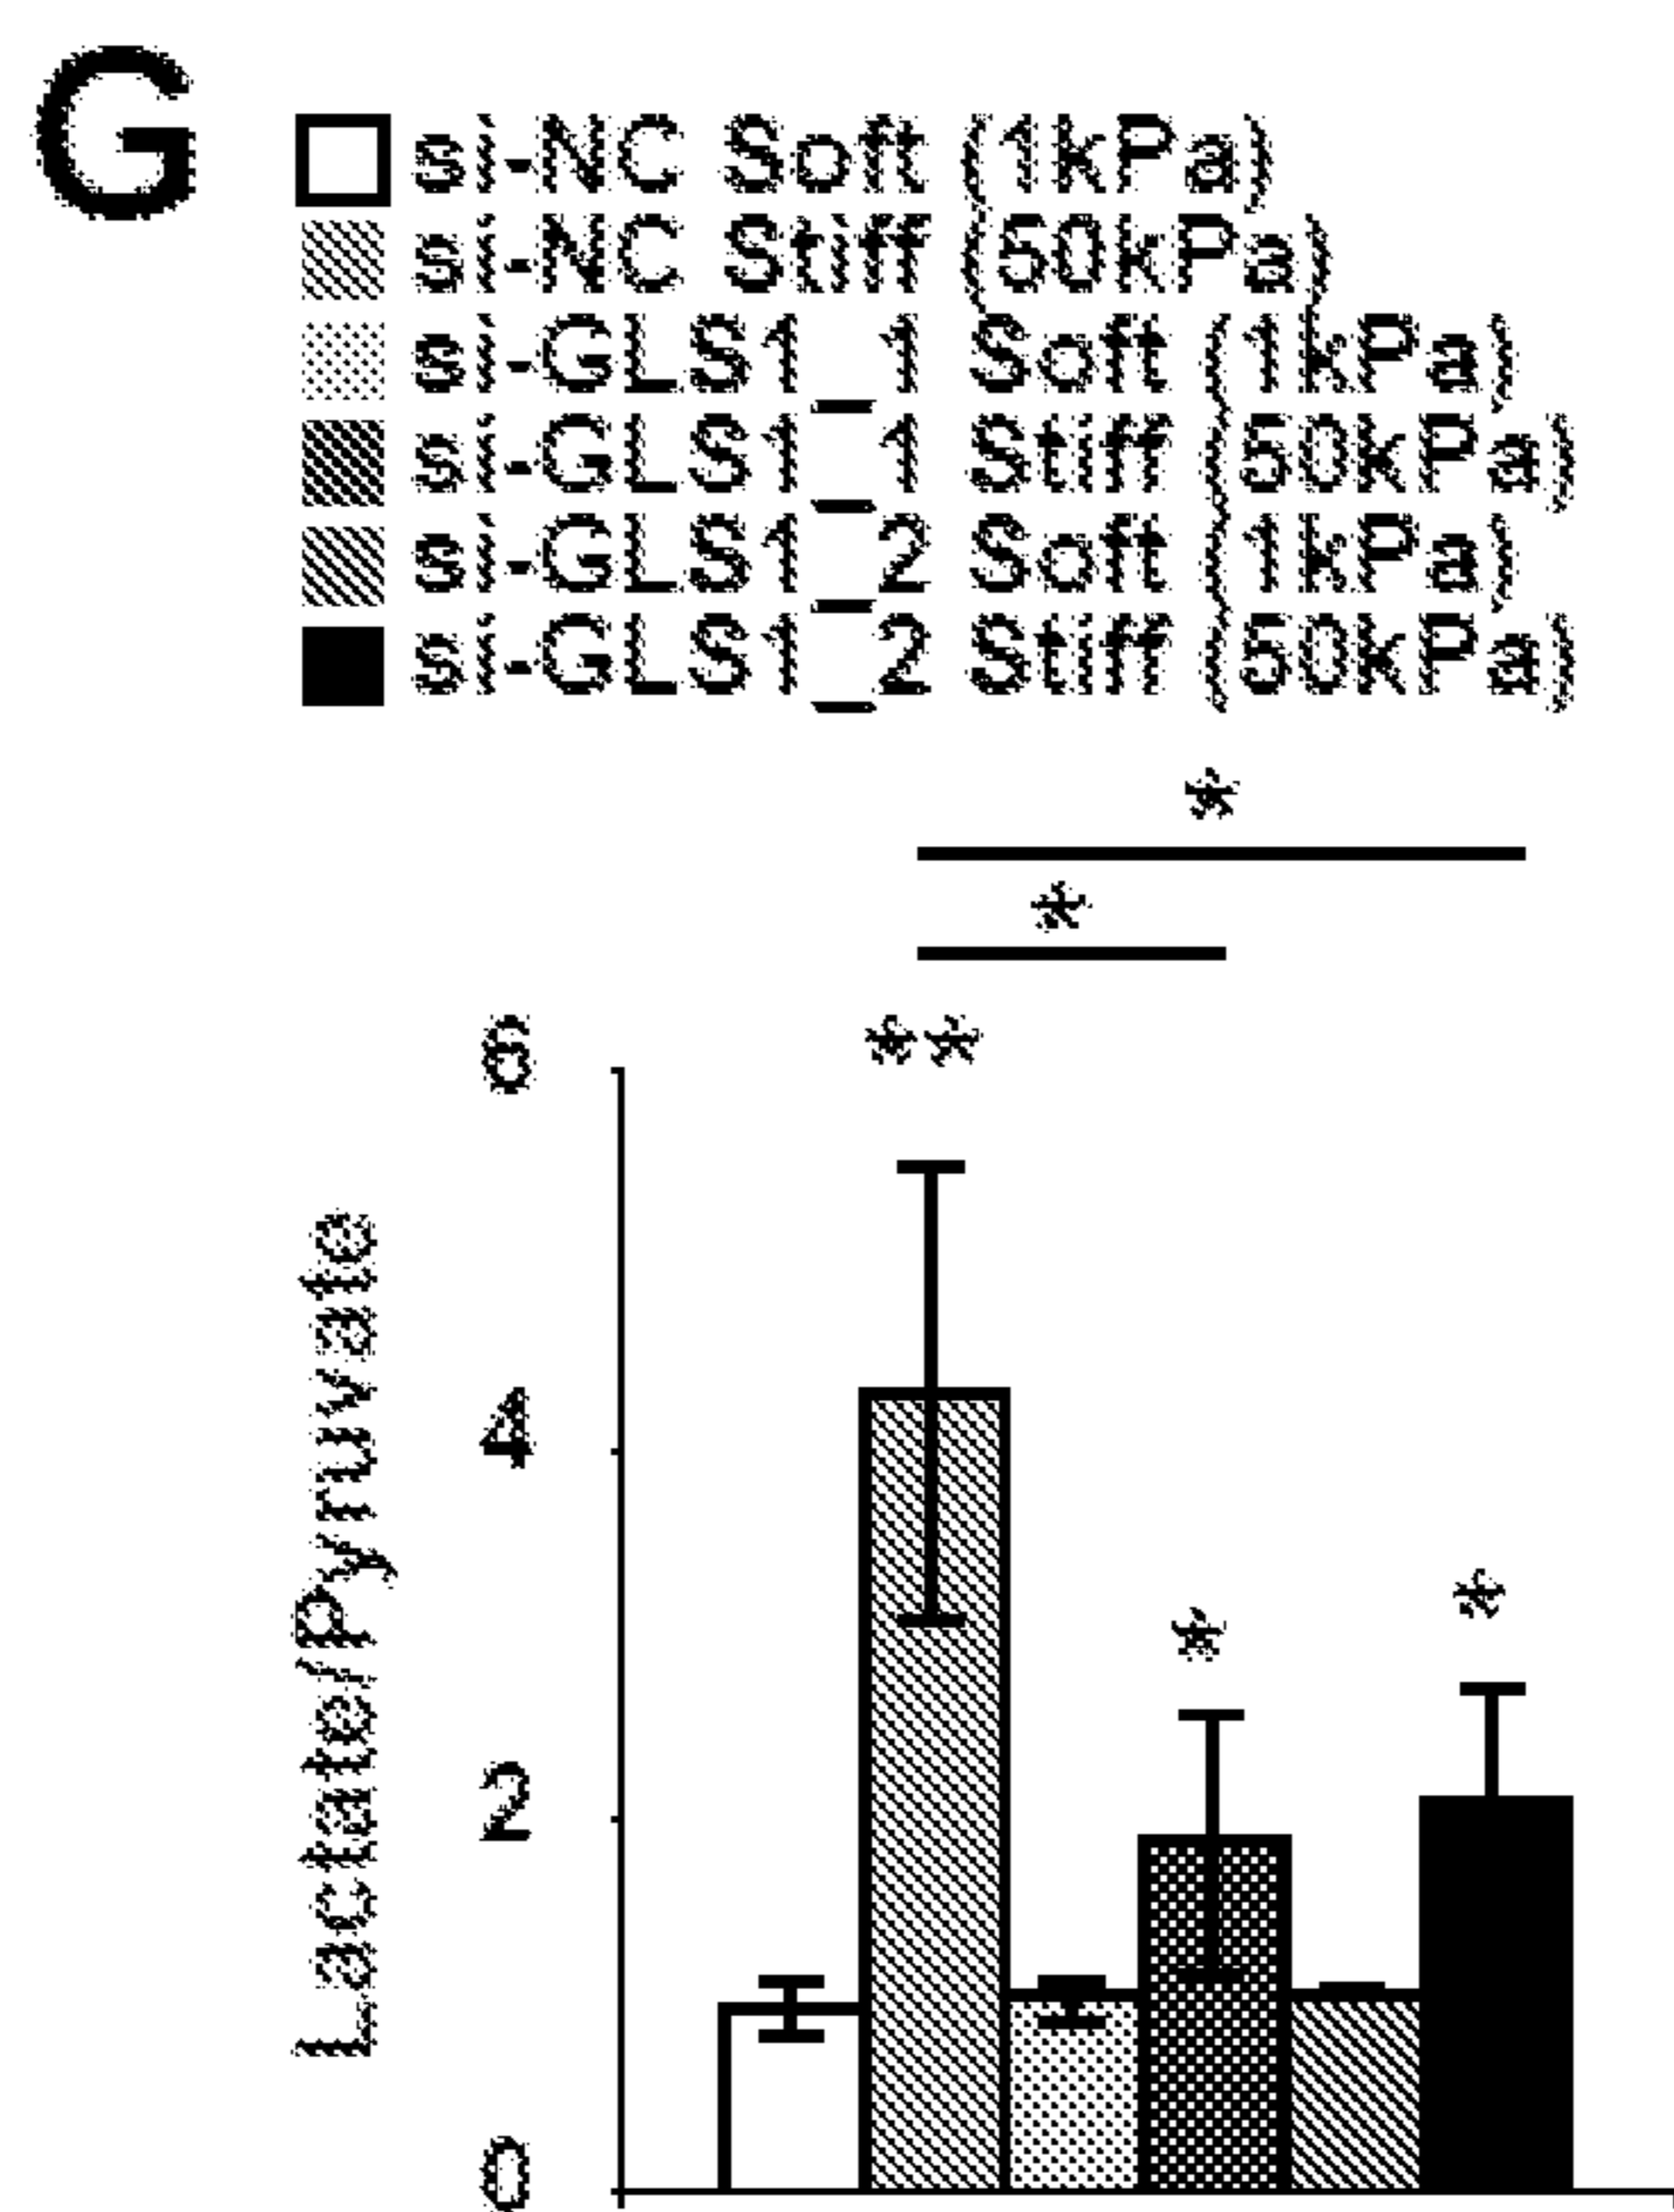 G
si-NC Soft (1kPa)
si-NC Stiff (50kPa)
si-GLS1_1 Soft (1kPa)
si-GLS1_1 Stiff (50kPa)
si-GLS1_2 Soft (1kPa)
si-GLS1_2 Stiff (50kPa)
*
*
**
6
4
2
0
*
*
Lactate/Pyruvate